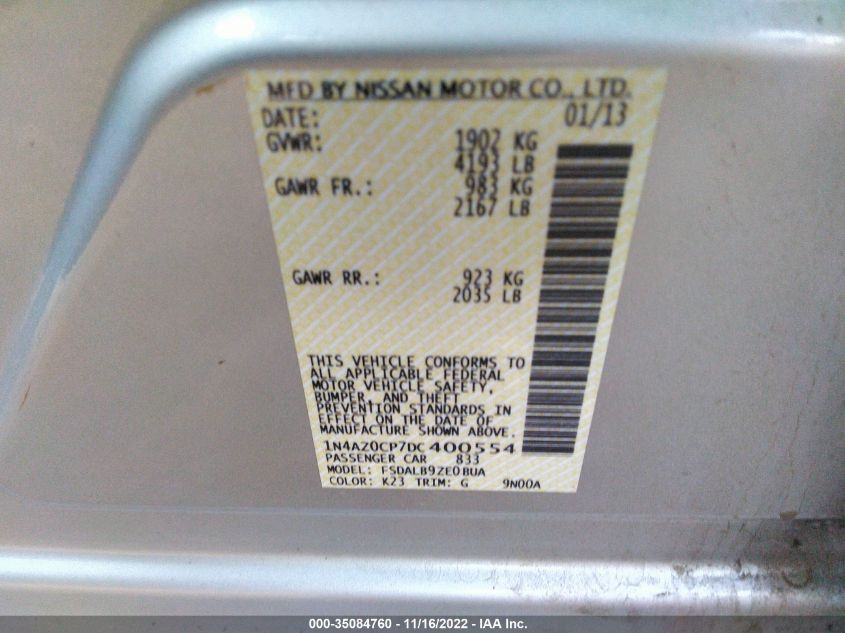 MFD BY NISSAN MOTOR CO., LTD.
DATE: 01/13
GVWR: 1902 KG
4193 LB
GAWR FR.: 983 KG
2167 LB
GAWR RR.: 923 KG
2035 LB
THIS VEHICLE CONFORMS TO
ALL APPLICABLE FEDERAL
MOTOR VEHICLE SAFETY,
BUMPER, AND THEFT
PREVENTION STANDARDS IN
EFFECT ON THE DATE OF
MANUFACTURE SHOWN ABOVE.
1N4AZ0CP7DC400554
PASSENGER CAR 833
MODEL: FSDALB9ZE0BUA
COLOR: K23 TRIM: G 9N00A
000-35084760 - 11/16/2022 - IAA Inc.